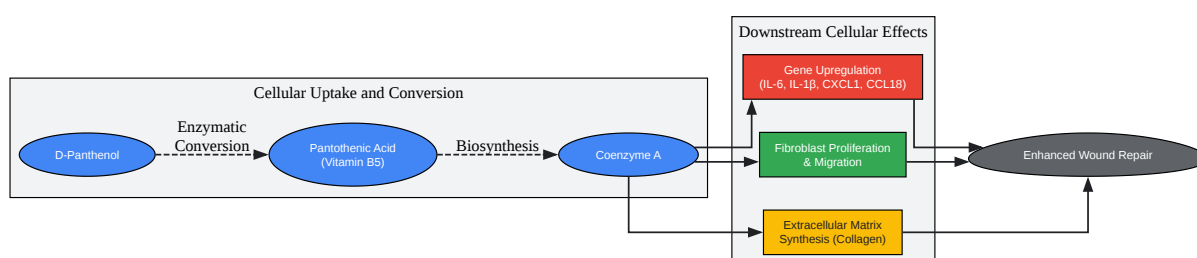 Downstream Cellular Effects
Gene Upregulation
(IL-6, IL-1β, CXCL1, CCL18)
Cellular Uptake and Conversion
D-Panthenol
Enzymatic
Conversion
Pantothenic Acid
(Vitamin B5)
Biosynthesis
Coenzyme A
Fibroblast Proliferation
& Migration
Enhanced Wound Repair
Extracellular Matrix
Synthesis (Collagen)